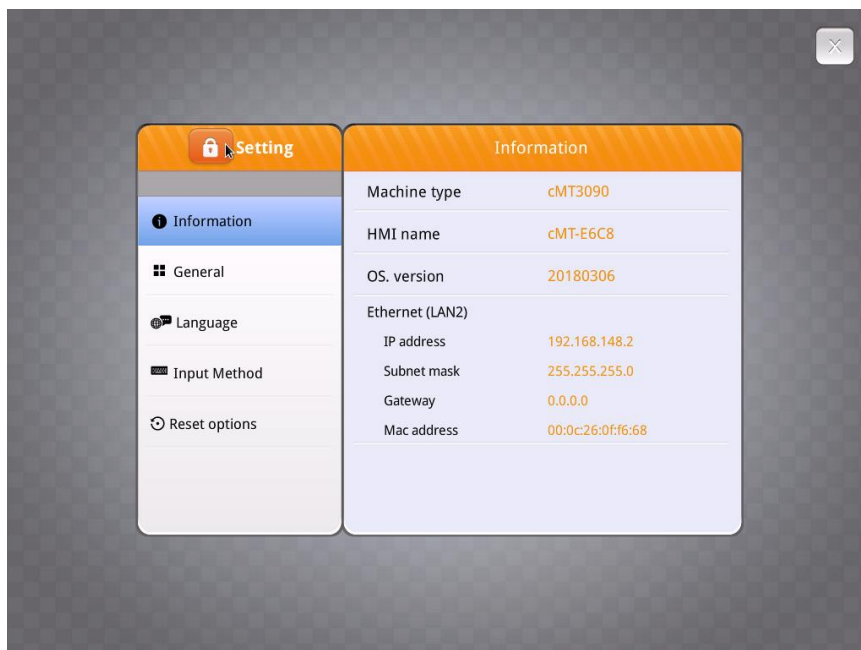 Setting
Information
General
Language
Input Method
Reset options
Information
Machine type cMT3090
HMI name cMT-E6C8
OS. version 20180306
Ethernet (LAN2)
IP address 192.168.148.2
Subnet mask 255.255.255.0
Gateway 0.0.0.0
Mac address 00:0c:26:0f:f6:68